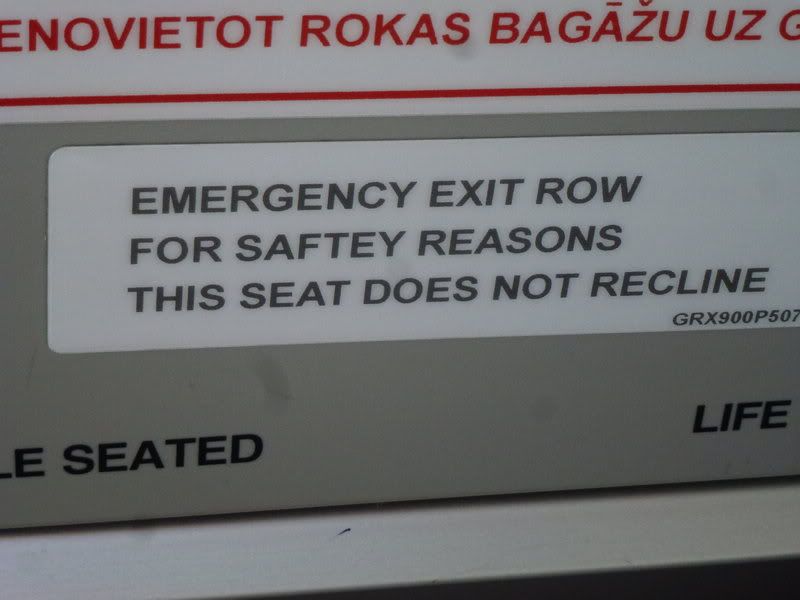 ENOVIETOT ROKAS BAGĀŽU UZ G
EMERGENCY EXIT ROW
FOR SAFTEY REASONS
THIS SEAT DOES NOT RECLINE
GRX900P507
LE SEATED
LIFE